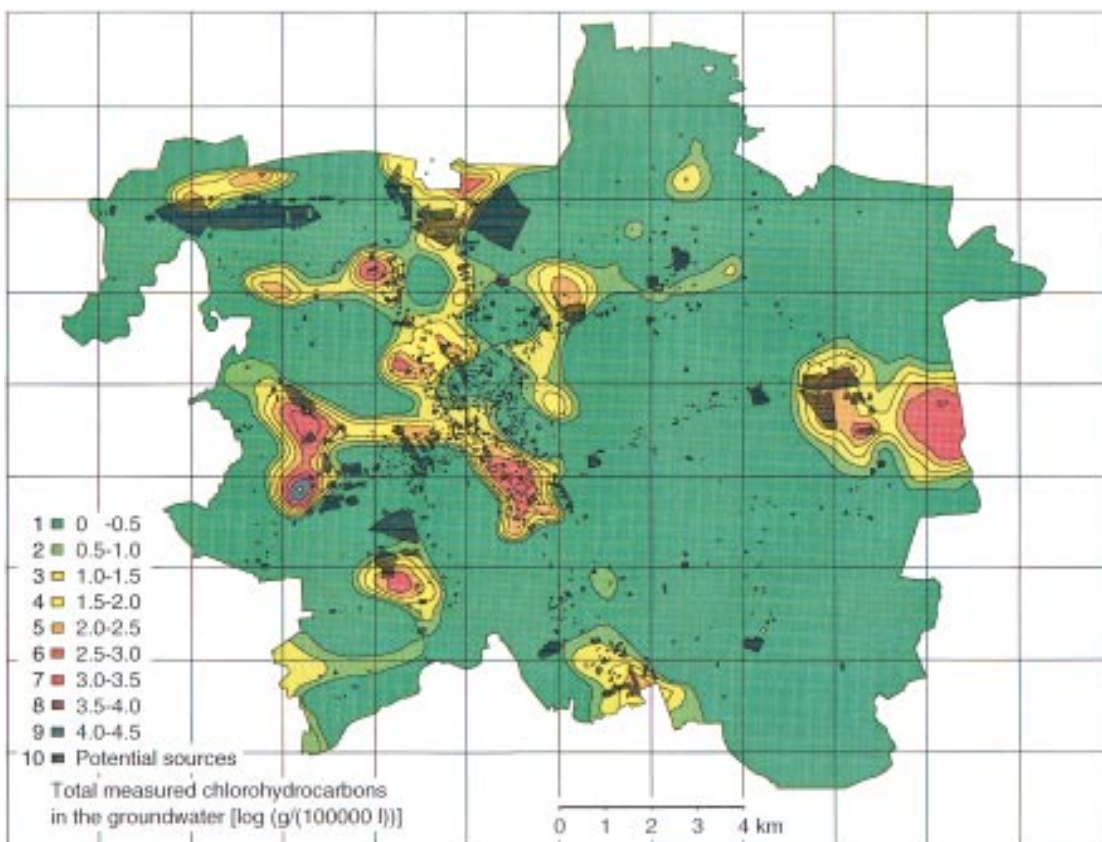 1 0 -0.5
2 0.5-1.0
3 1.0-1.5
4 1.5-2.0
5 2.0-2.5
6 2.5-3.0
7 3.0-3.5
8 3.5-4.0
9 4.0-4.5
10 Potential sources
Total measured chlorohydrocarbons
in the groundwater [log (g/(100000 l))]
0 1 2 3 4 km